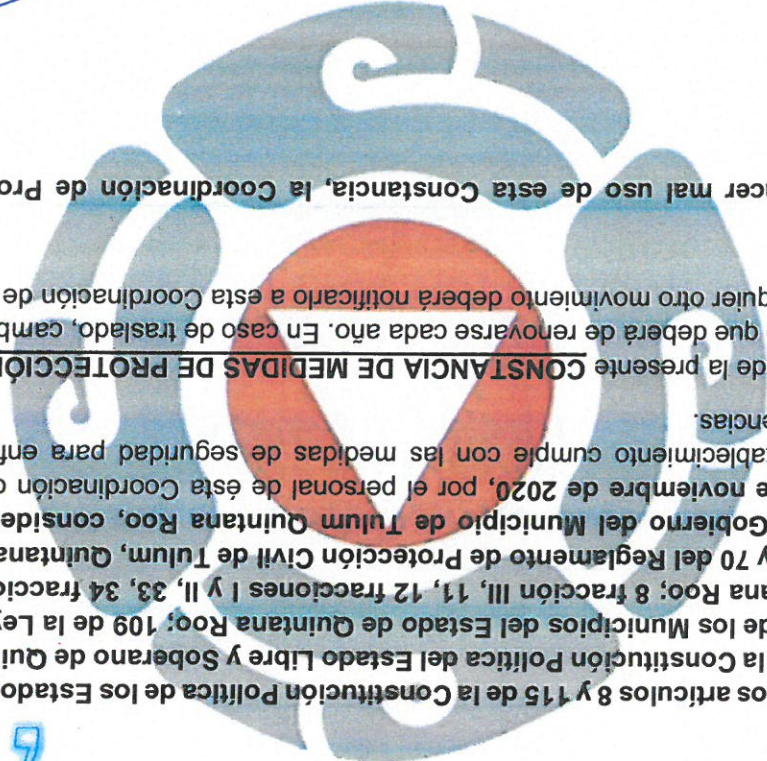 os artículos 8 y 115 de la Constitución Política de los Estado
la Constitución Política del Estado Libre y Soberano de Qui
de los Municipios del Estado de Quintana Roo; 109 de la Ley
ana Roo; 8 fracción III, 11, 12 fracciones I y II, 33, 34 fracció
y 70 del Reglamento de Protección Civil de Tulum, Quintana
Gobierno del Municipio de Tulum Quintana Roo, conside
e noviembre de 2020, por el personal de ésta Coordinación d
tablecimiento cumple con las medidas de seguridad para enf
encias.
de la presente CONSTANCIA DE MEDIDAS DE PROTECCIÓN
que deberá de renovarse cada año. En caso de traslado, camb
quier otro movimiento deberá notificarlo a esta Coordinación de
acer mal uso de esta Constancia, la Coordinación de Pro